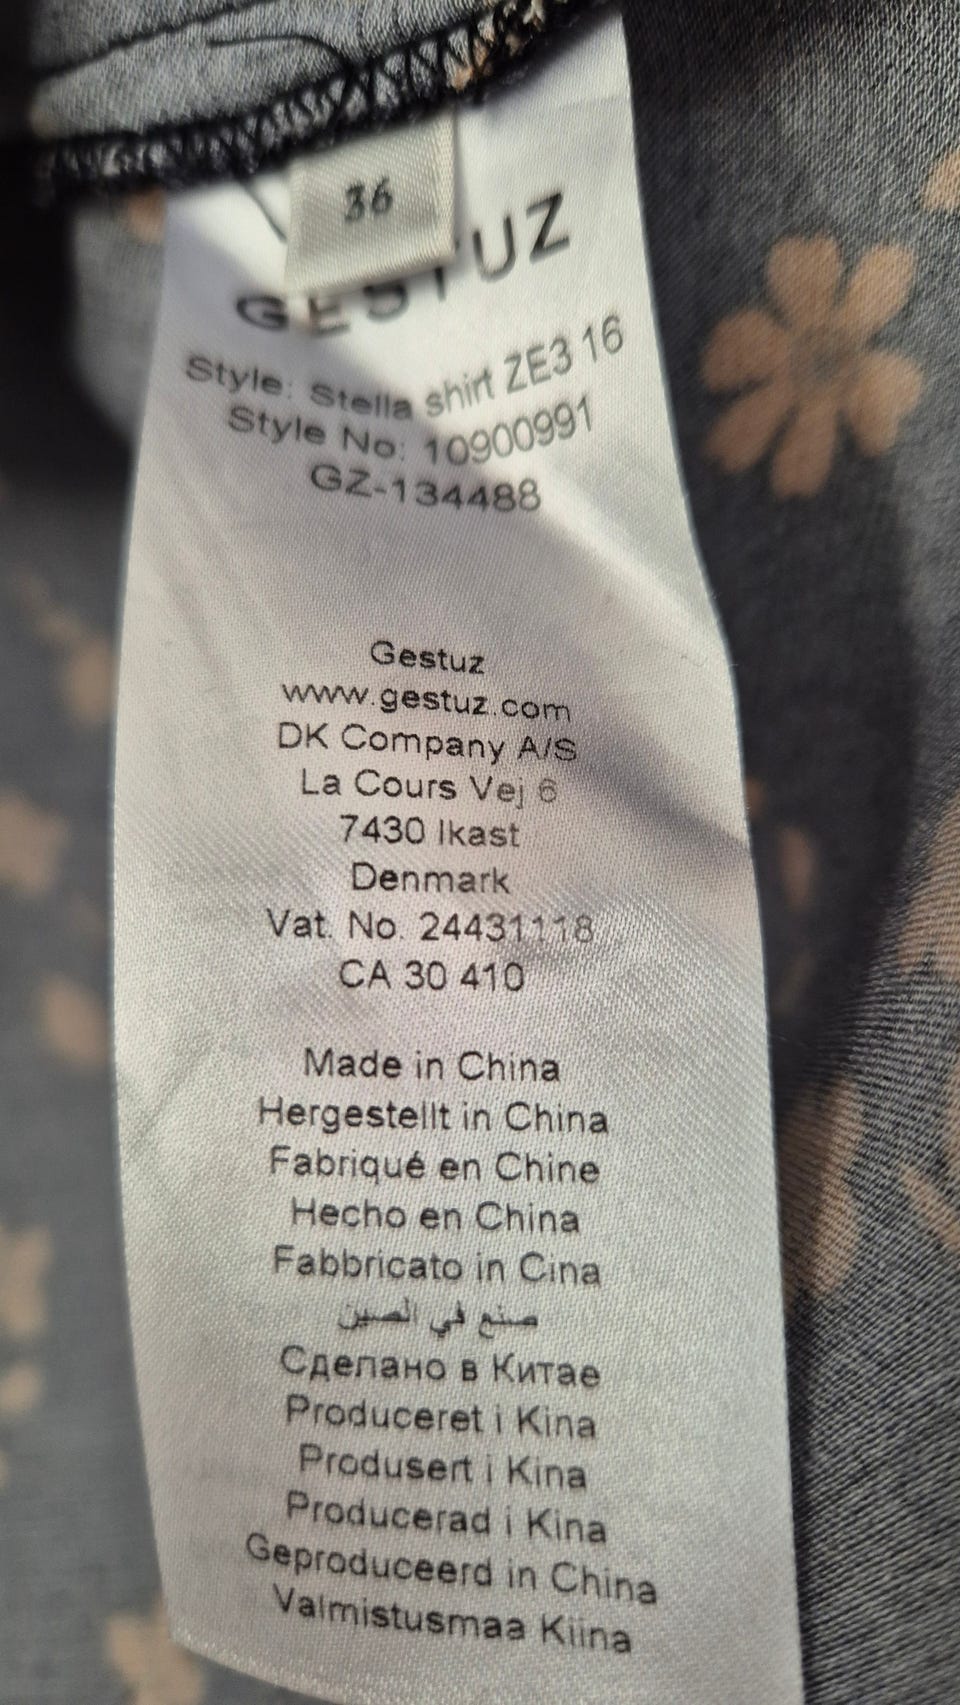 36
GESTUZ
Style: Stella shirt ZE3 16
Style No: 10900991
GZ-134488
Gestuz
www.gestuz.com
DK Company A/S
La Cours Vej 6
7430 Ikast
Denmark
Vat. No. 24431118
CA 30 410
Made in China
Hergestellt in China
Fabriqué en Chine
Hecho en China
Fabbricato in Cina
صنع في الصين
Сделано в Китае
Produceret i Kina
Produsert i Kina
Producerad i Kina
Geproduceerd in China
Valmistusmaa Kiina